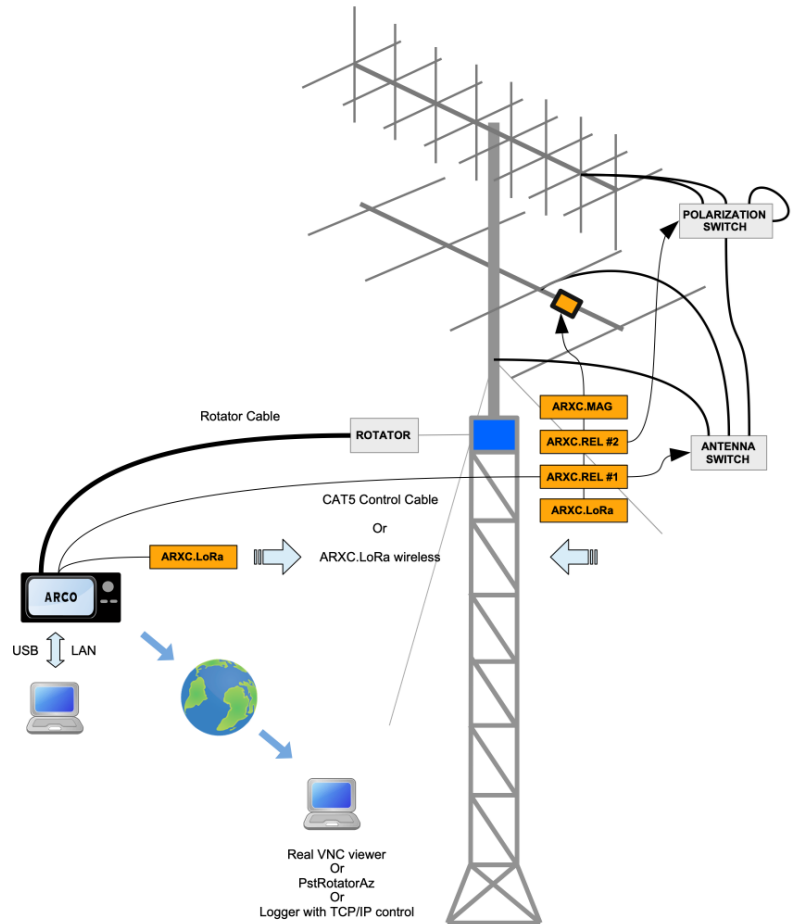 POLARIZATION
SWITCH
ARXC.MAG
Rotator Cable
ROTATOR
ARXC.REL #2
ANTENNA
SWITCH
ARXC.REL #1
CAT5 Control Cable
ARXC.LoRa
Or
ARXC.LoRa
ARXC.LoRa wireless
ARCO
USB
LAN
Real VNC viewer
Or
PstRotatorAz
Or
Logger with TCP/IP control